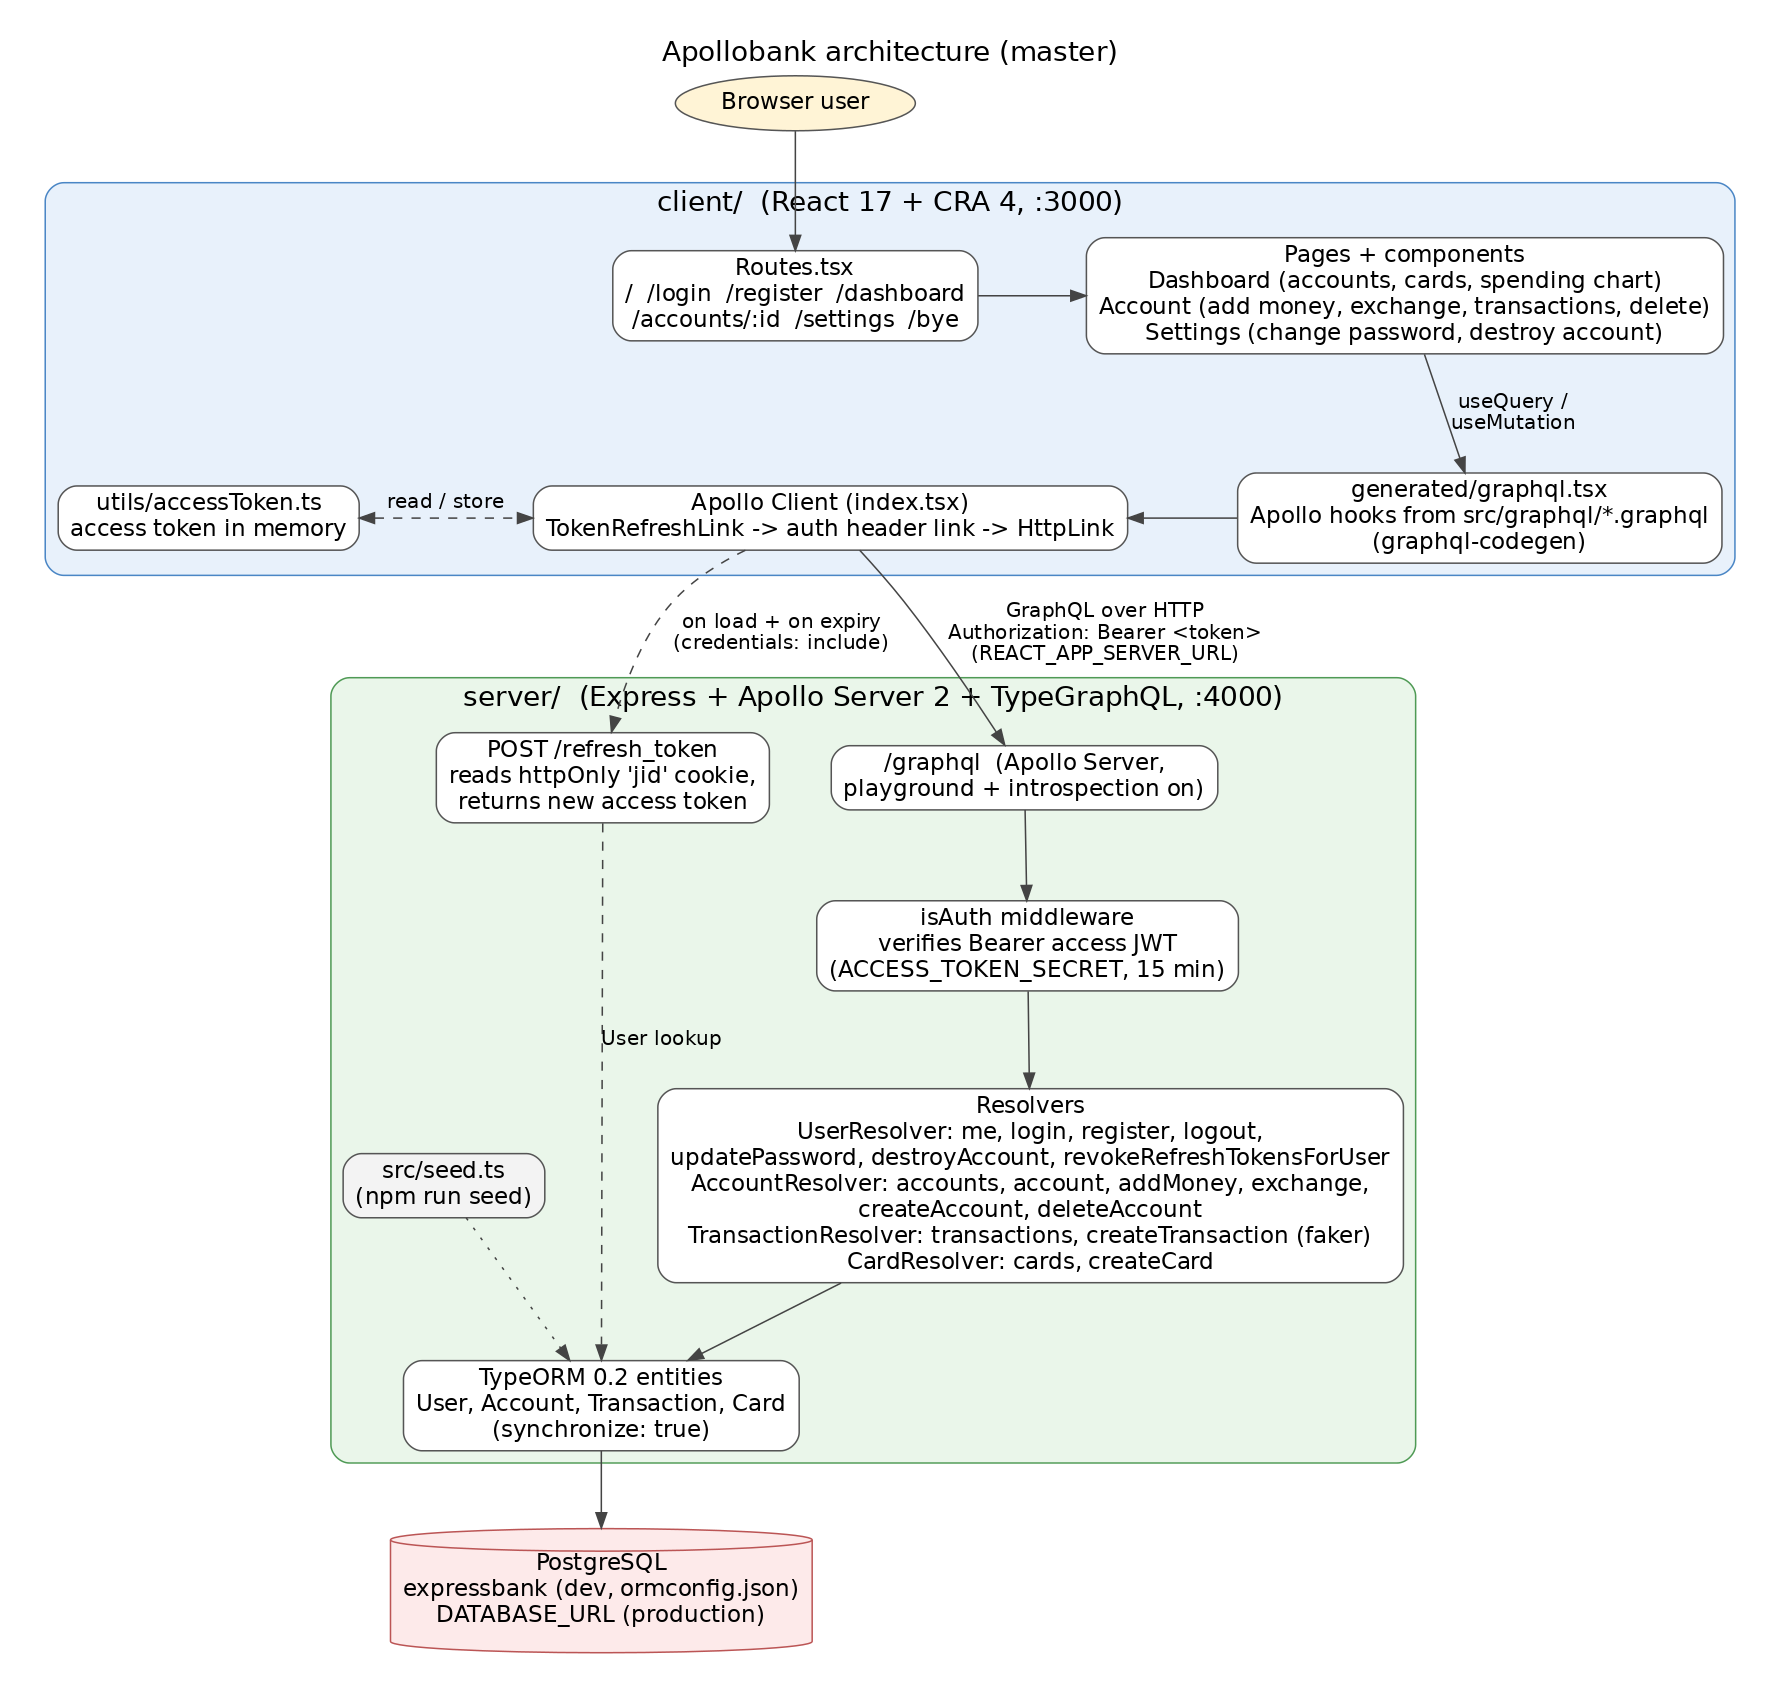 Apollobank architecture (master)
Browser user
client/  (React 17 + CRA 4, :3000)
Routes.tsx
/  /login  /register  /dashboard
/accounts/:id  /settings  /bye
Pages + components
Dashboard (accounts, cards, spending chart)
Account (add money, exchange, transactions, delete)
Settings (change password, destroy account)
useQuery /
useMutation
utils/accessToken.ts
access token in memory
read / store
Apollo Client (index.tsx)
TokenRefreshLink -> auth header link -> HttpLink
generated/graphql.tsx
Apollo hooks from src/graphql/*.graphql
(graphql-codegen)
on load + on expiry
(credentials: include)
GraphQL over HTTP
Authorization: Bearer <token>
(REACT_APP_SERVER_URL)
server/  (Express + Apollo Server 2 + TypeGraphQL, :4000)
POST /refresh_token
reads httpOnly 'jid' cookie,
returns new access token
/graphql  (Apollo Server,
playground + introspection on)
isAuth middleware
verifies Bearer access JWT
(ACCESS_TOKEN_SECRET, 15 min)
User lookup
Resolvers
UserResolver: me, login, register, logout,
updatePassword, destroyAccount, revokeRefreshTokensForUser
AccountResolver: accounts, account, addMoney, exchange,
createAccount, deleteAccount
TransactionResolver: transactions, createTransaction (faker)
CardResolver: cards, createCard
src/seed.ts
(npm run seed)
TypeORM 0.2 entities
User, Account, Transaction, Card
(synchronize: true)
PostgreSQL
expressbank (dev, ormconfig.json)
DATABASE_URL (production)